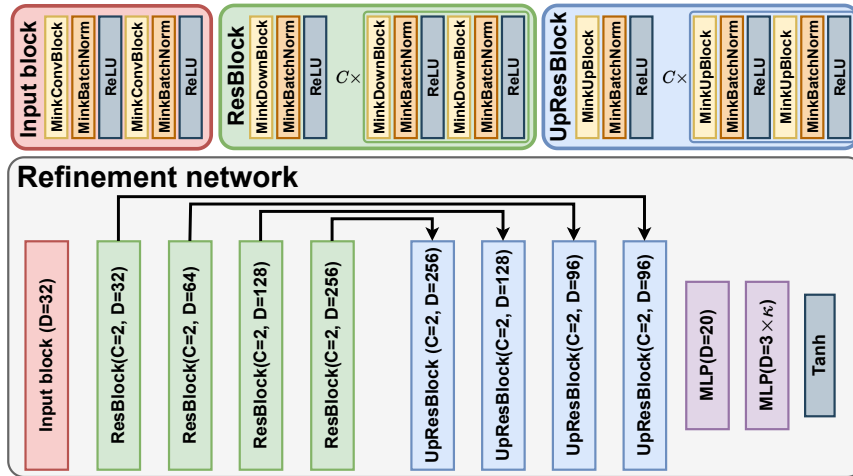 Input block
MinkConvBlock
MinkBatchNorm
ReLU
MinkConvBlock
MinkBatchNorm
ReLU
ResBlock
MinkDownBlock
MinkBatchNorm
ReLU
C×
MinkDownBlock
MinkBatchNorm
ReLU
MinkDownBlock
MinkBatchNorm
ReLU
UpResBlock
MinkUpBlock
MinkBatchNorm
ReLU
C×
MinkUpBlock
MinkBatchNorm
ReLU
MinkUpBlock
MinkBatchNorm
ReLU
Refinement network
Input block (D=32)
ResBlock(C=2, D=32)
ResBlock(C=2, D=64)
ResBlock(C=2, D=128)
ResBlock(C=2, D=256)
UpResBlock (C=2, D=256)
UpResBlock(C=2, D=128)
UpResBlock(C=2, D=96)
UpResBlock(C=2, D=96)
MLP(D=20)
MLP(D=3 × κ)
Tanh